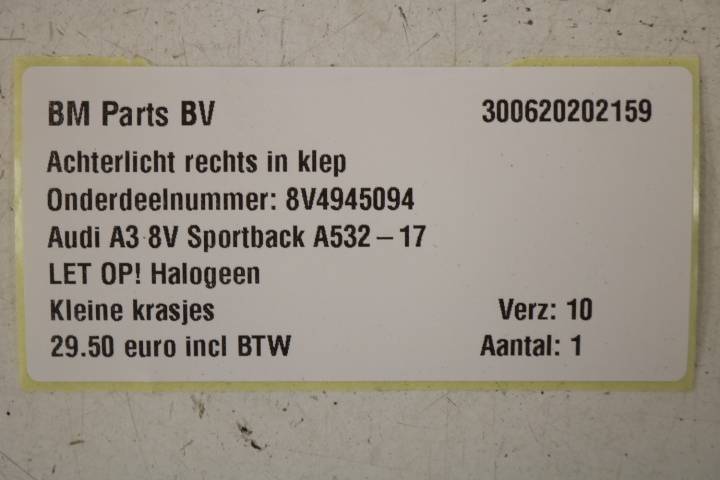 BM Parts BV 300620202159
Achterlicht rechts in klep
Onderdeelnummer: 8V4945094
Audi A3 8V Sportback A532 – 17
LET OP! Halogeen
Kleine krasjes Verz: 10
29.50 euro incl BTW Aantal: 1